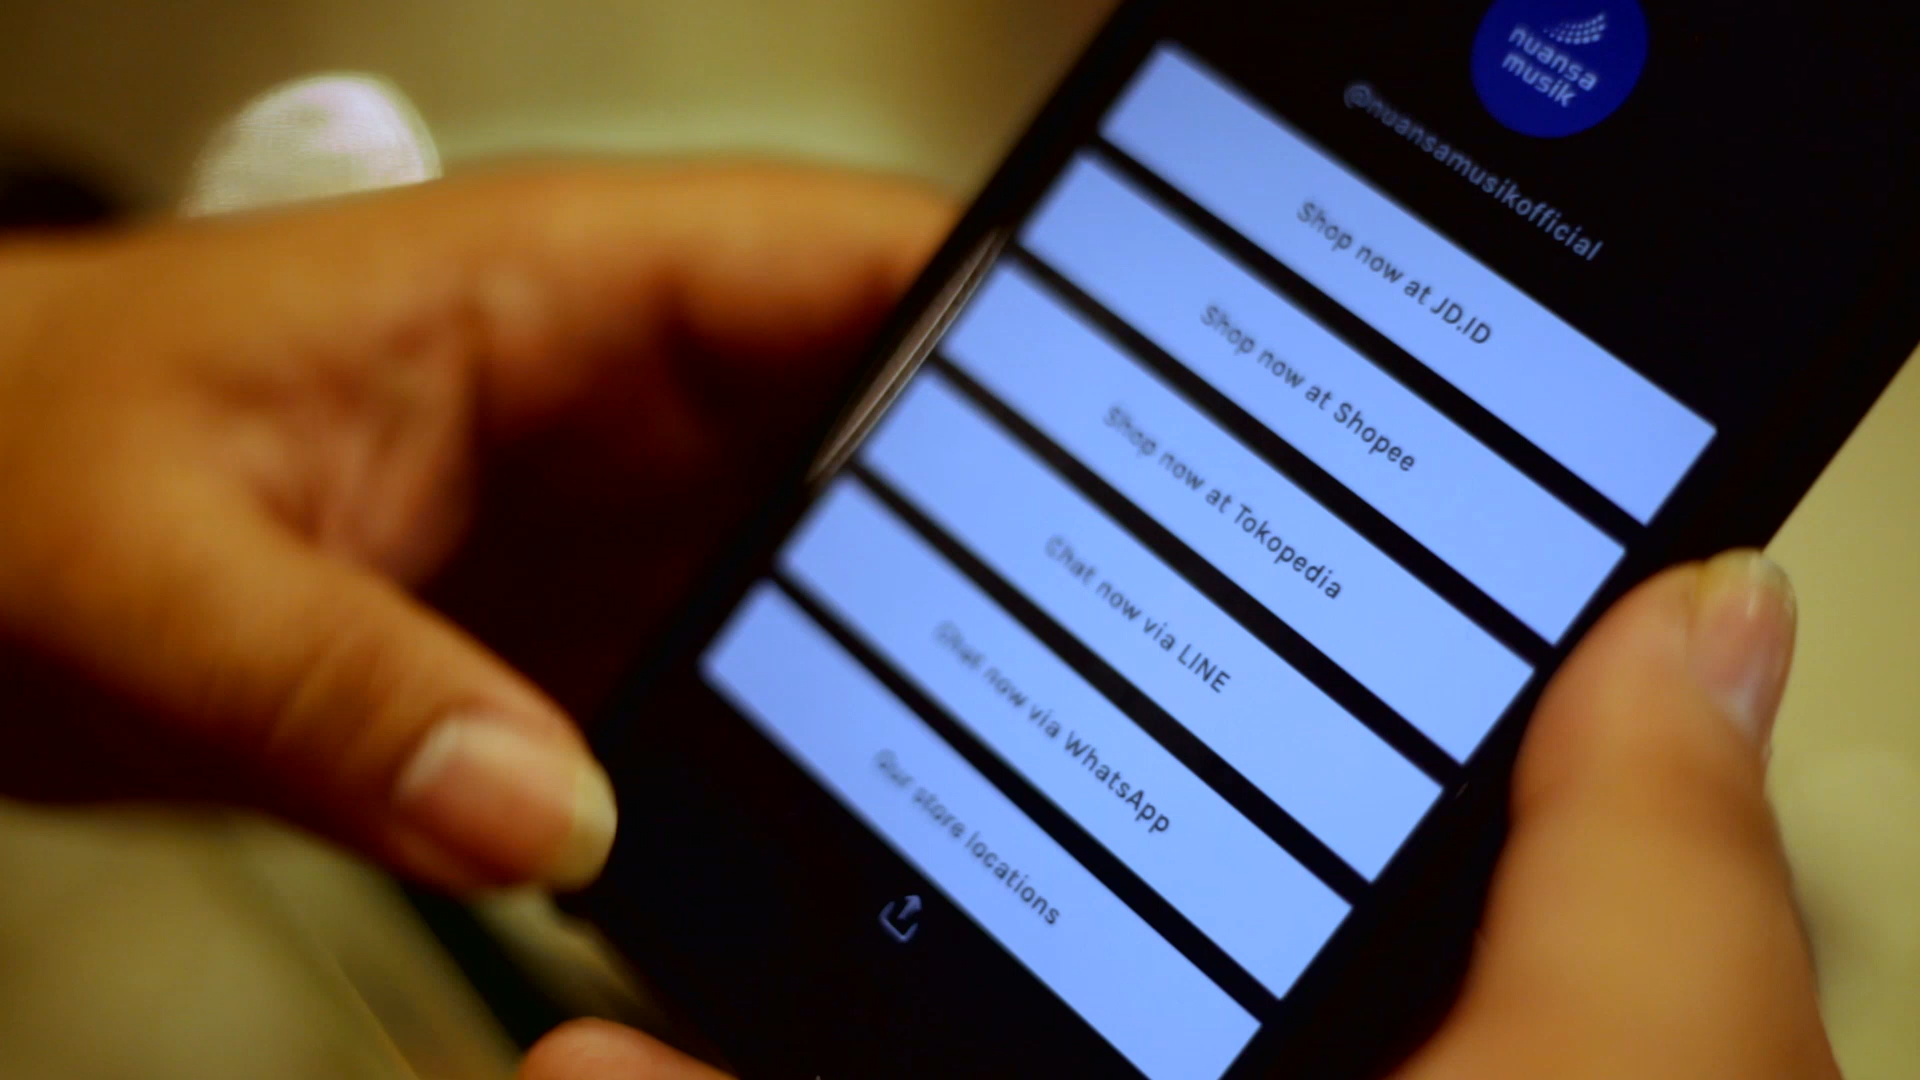 nuansa
musik
@nuansamusikofficial
Shop now at JD.ID
Shop now at Shopee
Shop now at Tokopedia
Chat now via LINE
Chat now via WhatsApp
Our store locations